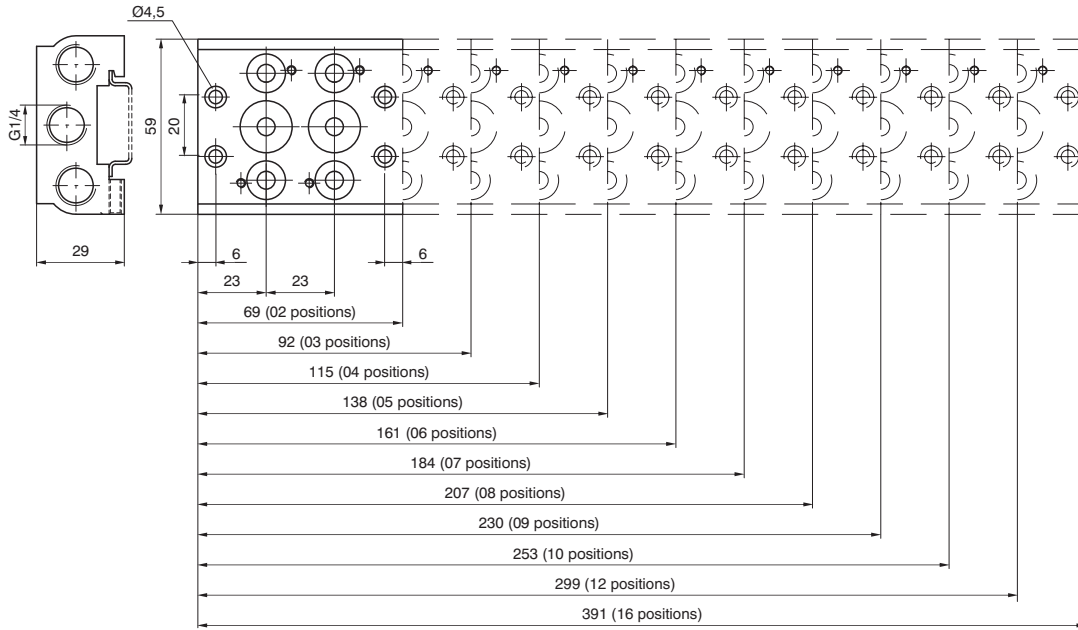 Ø4,5
G1/4
59
20
29
6
6
23
23
69 (02 positions)
92 (03 positions)
115 (04 positions)
138 (05 positions)
161 (06 positions)
184 (07 positions)
207 (08 positions)
230 (09 positions)
253 (10 positions)
299 (12 positions)
391 (16 positions)